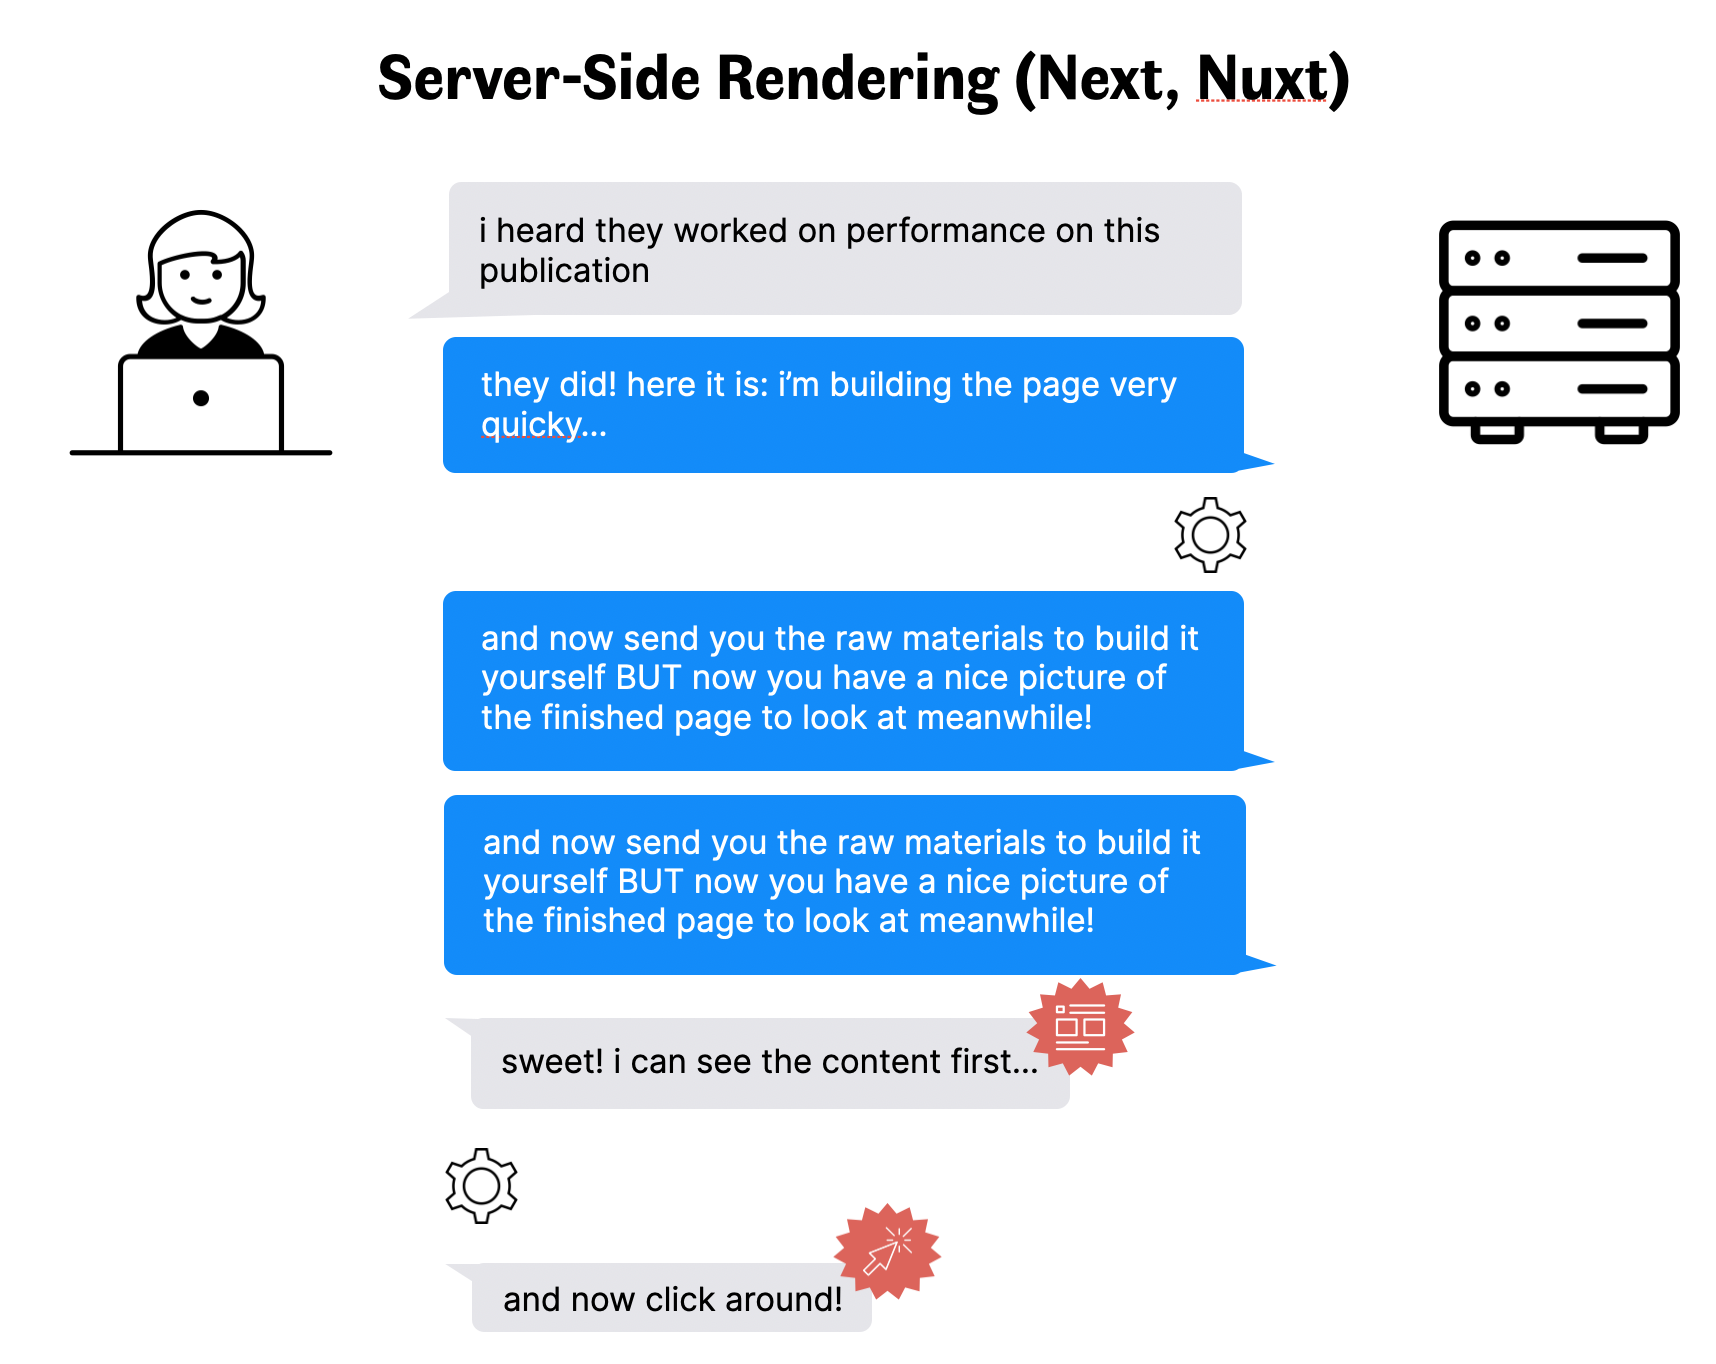 Server-Side Rendering (Next, Nuxt)
i heard they worked on performance on this
publication
they did! here it is: i’m building the page very
quicky...
and now send you the raw materials to build it
yourself BUT now you have a nice picture of
the finished page to look at meanwhile!
and now send you the raw materials to build it
yourself BUT now you have a nice picture of
the finished page to look at meanwhile!
sweet! i can see the content first...
and now click around!